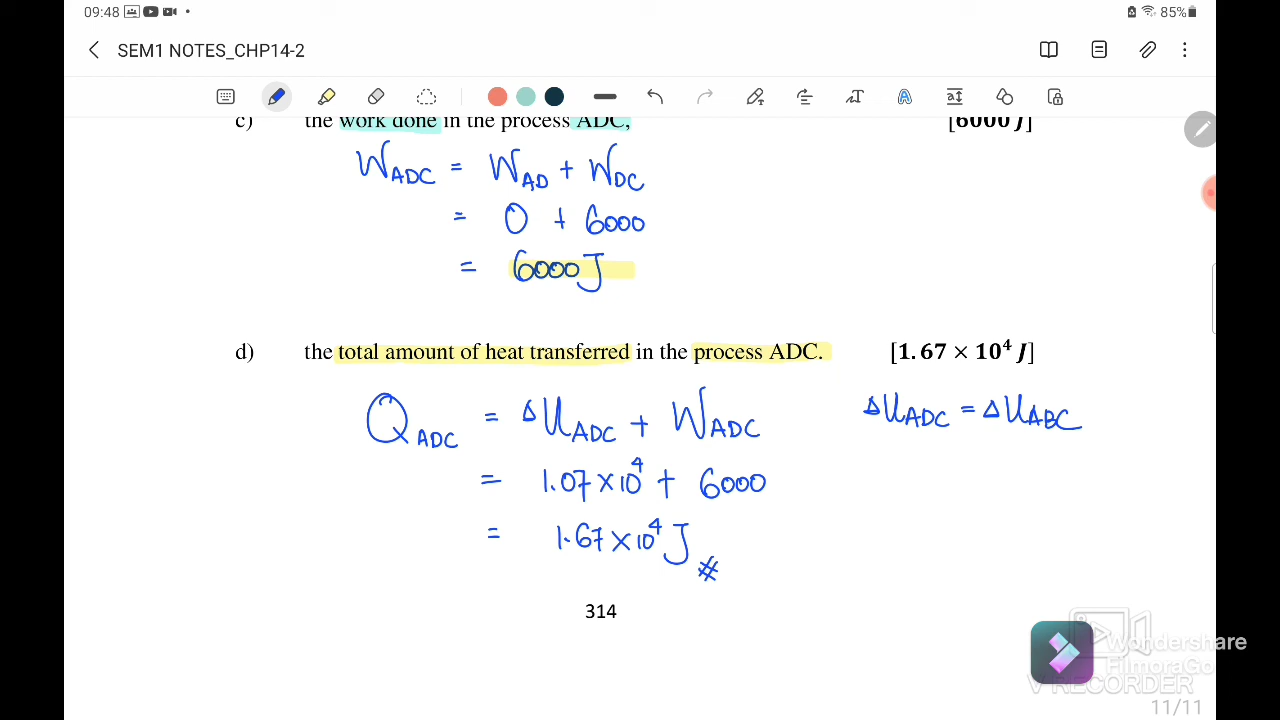 09:48 85%
SEM1 NOTES_CHP14-2
c) the work done in the process ADC, [6000 J]
W_ADC = W_AD + W_DC
= 0 + 6000
= 6000 J
d) the total amount of heat transferred in the process ADC. [1.67 × 10⁴ J]
Q_ADC = ΔU_ADC + W_ADC ΔU_ADC = ΔU_ABC
= 1.07 × 10⁴ + 6000
= 1.67 × 10⁴ J #
314
Wondershare
FilmoraGo
V RECORDER
11/11